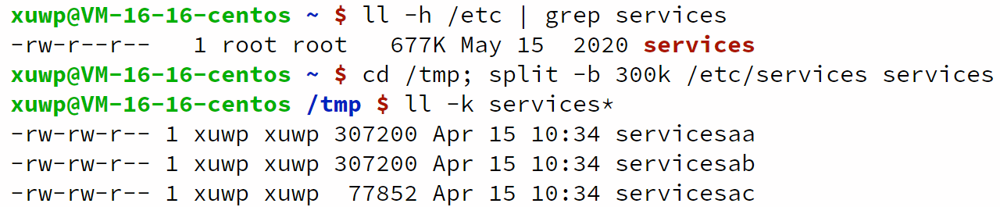 xuwp@VM-16-16-centos ~ $ ll -h /etc | grep services
-rw-r--r--   1 root root   677K May 15  2020 services
xuwp@VM-16-16-centos ~ $ cd /tmp; split -b 300k /etc/services services
xuwp@VM-16-16-centos /tmp $ ll -k services*
-rw-rw-r-- 1 xuwp xuwp 307200 Apr 15 10:34 servicesaa
-rw-rw-r-- 1 xuwp xuwp 307200 Apr 15 10:34 servicesab
-rw-rw-r-- 1 xuwp xuwp  77852 Apr 15 10:34 servicesac